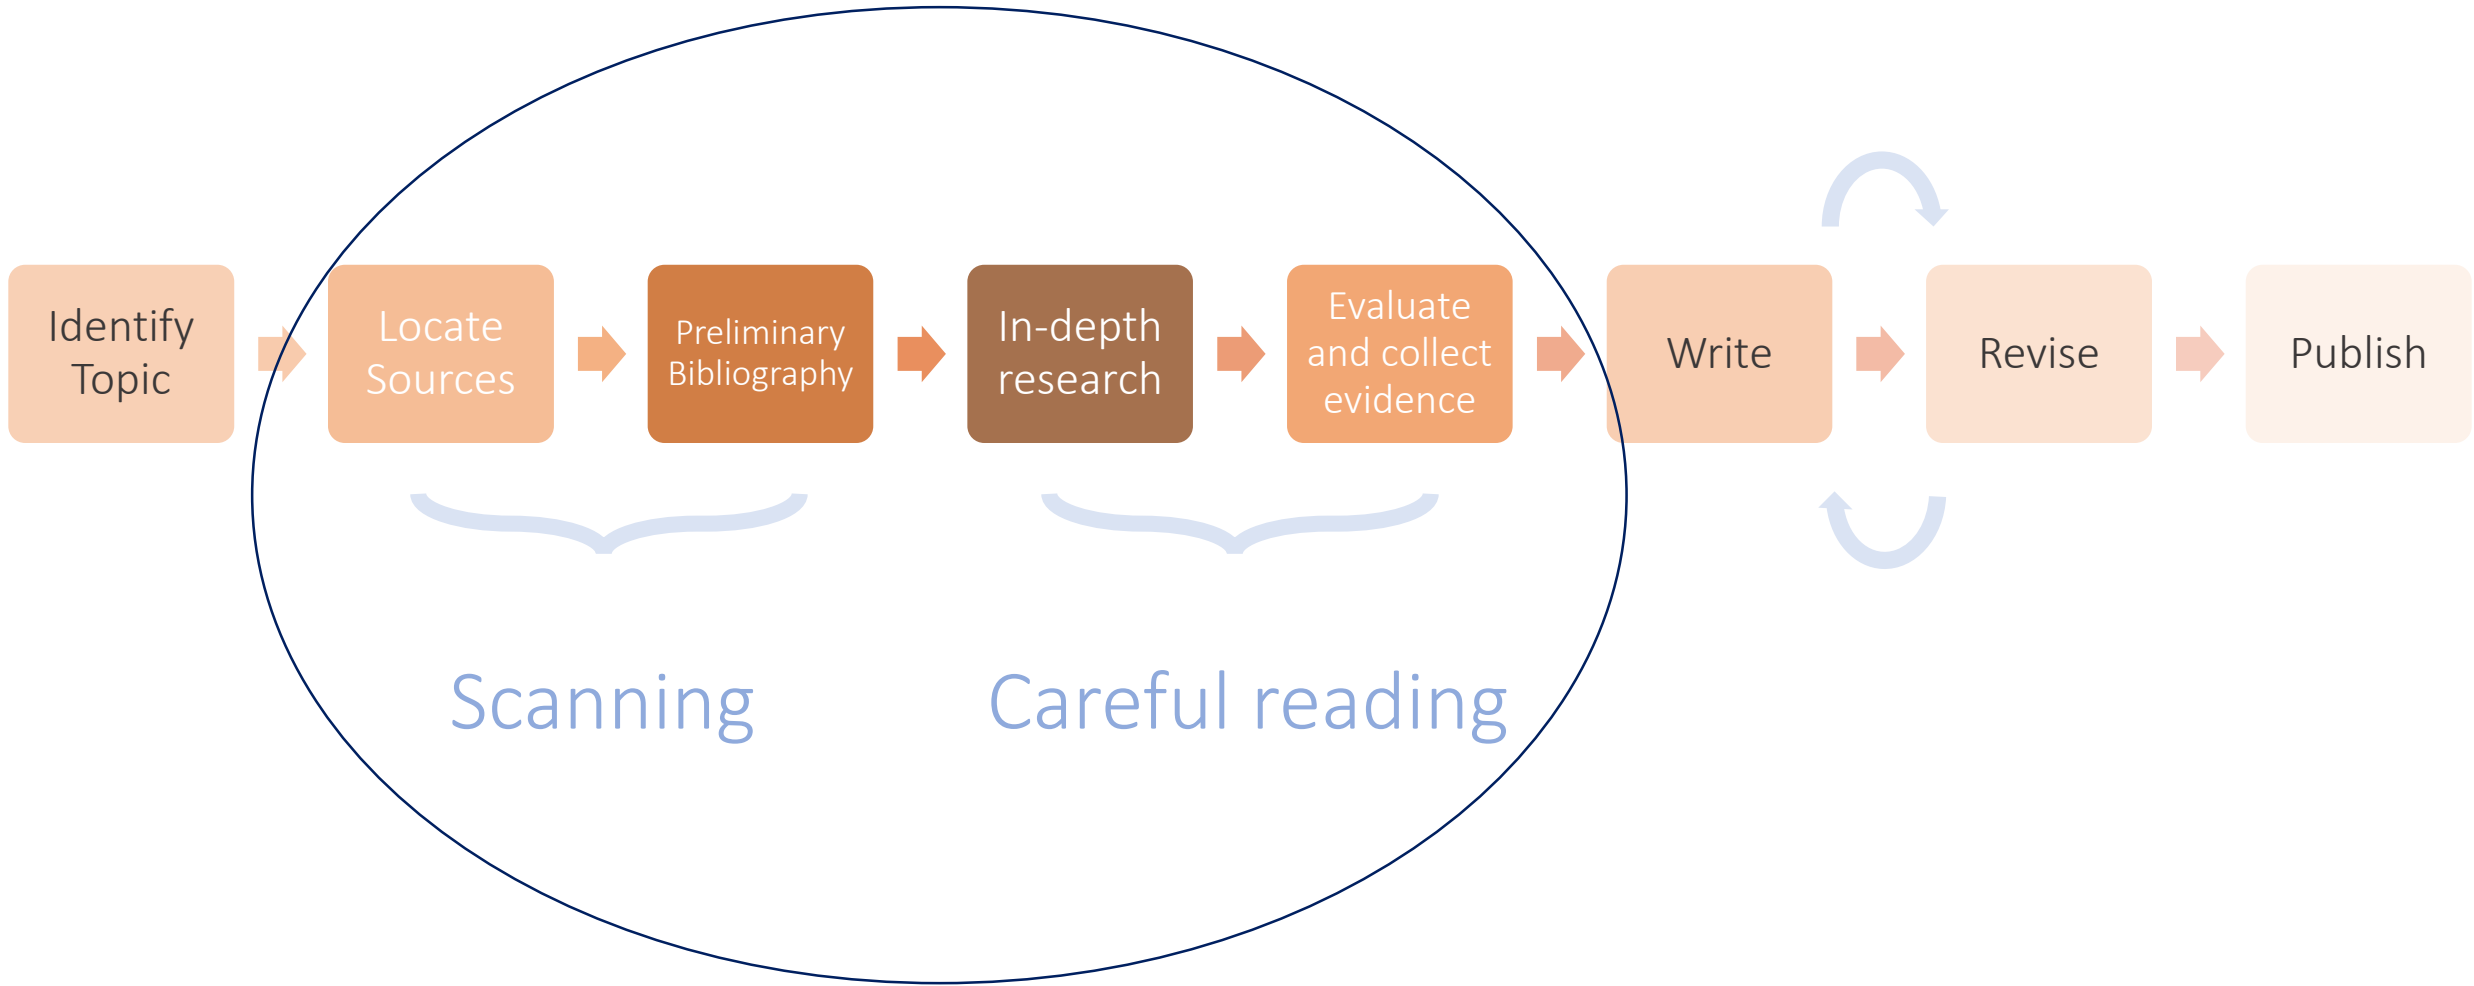 Identify
Topic
Locate
Sources
Preliminary
Bibliography
In-depth
research
Evaluate
and collect
evidence
Write
Revise
Publish
Scanning
Careful reading